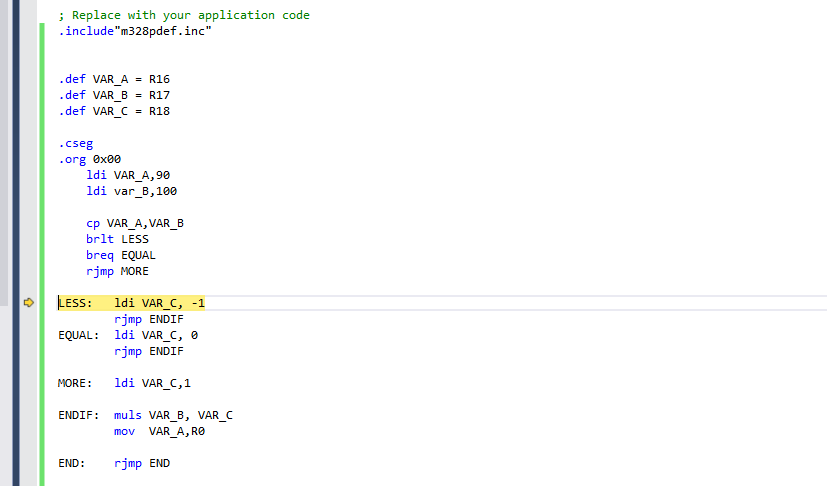 ; Replace with your application code
.include"m328pdef.inc"
.def VAR_A = R16
.def VAR_B = R17
.def VAR_C = R18
.cseg
.org 0x00
ldi VAR_A,90
ldi var_B,100
cp VAR_A,VAR_B
brlt LESS
breq EQUAL
rjmp MORE
LESS: ldi VAR_C, -1
rjmp ENDIF
EQUAL: ldi VAR_C, 0
rjmp ENDIF
MORE: ldi VAR_C,1
ENDIF: muls VAR_B, VAR_C
mov VAR_A,R0
END: rjmp END